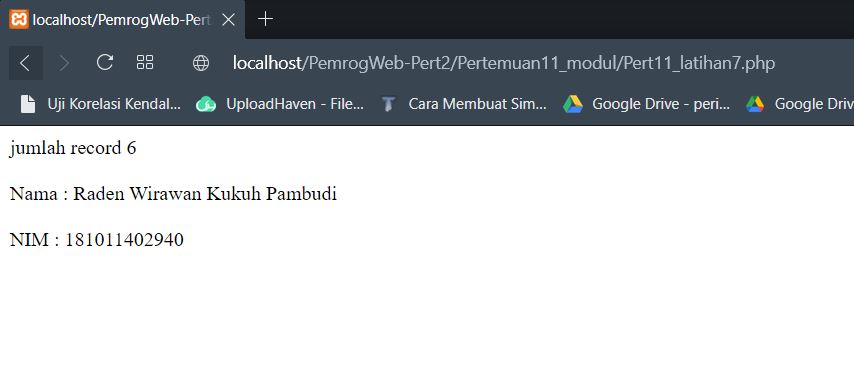 localhost/PemrogWeb-Pert
localhost/PemrogWeb-Pert2/Pertemuan11_modul/Pert11_latihan7.php
Uji Korelasi Kendal... UploadHaven - File... Cara Membuat Sim... Google Drive - peri... Google Driv
jumlah record 6
Nama : Raden Wirawan Kukuh Pambudi
NIM : 181011402940